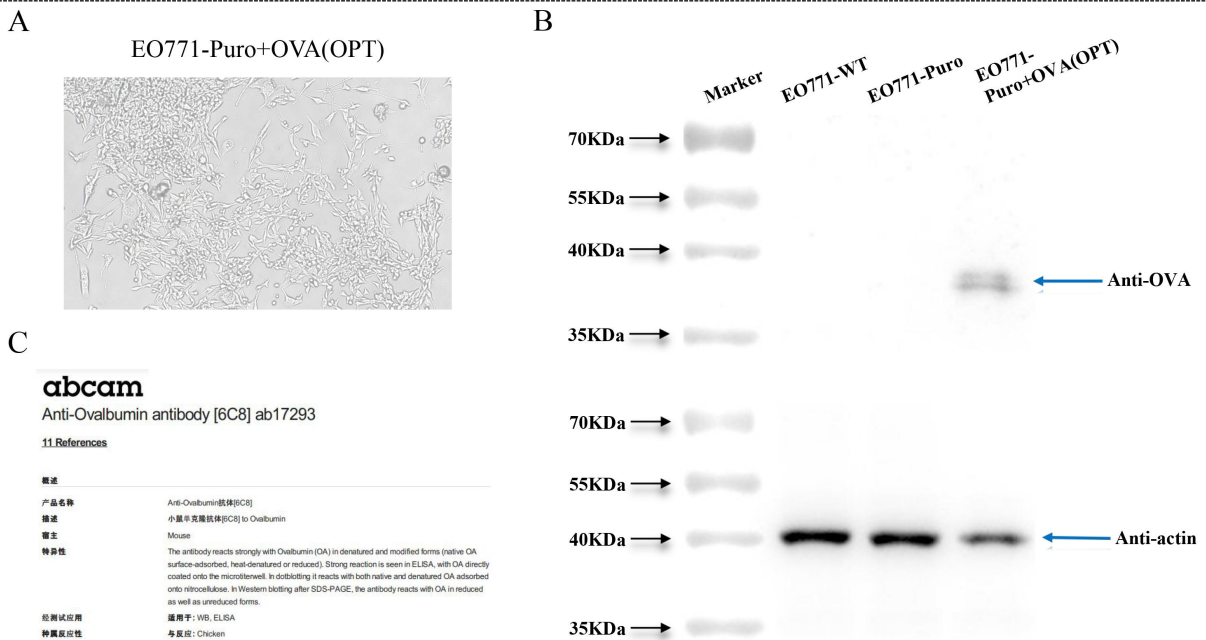 A
EO771-Puro+OVA(OPT)
B
Marker
EO771-WT
EO771-Puro
EO771-
Puro+OVA(OPT)
70KDa
55KDa
40KDa
Anti-OVA
35KDa
70KDa
55KDa
40KDa
Anti-actin
35KDa
C
abcam
Anti-Ovalbumin antibody [6C8] ab17293
11 References
概述
产品名称 Anti-Ovalbumin抗体[6C8]
描述 小鼠单克隆抗体[6C8] to Ovalbumin
宿主 Mouse
特异性 The antibody reacts strongly with Ovalbumin (OA) in denatured and modified forms (native OA
surface-adsorbed, heat-denatured or reduced). Strong reaction is seen in ELISA, with OA directly
coated onto the microtiterwell. In dotblotting it reacts with both native and denatured OA adsorbed
onto nitrocellulose. In Western blotting after SDS-PAGE, the antibody reacts with OA in reduced
as well as unreduced forms.
经测试应用 适用于: WB, ELISA
种属反应性 与反应: Chicken